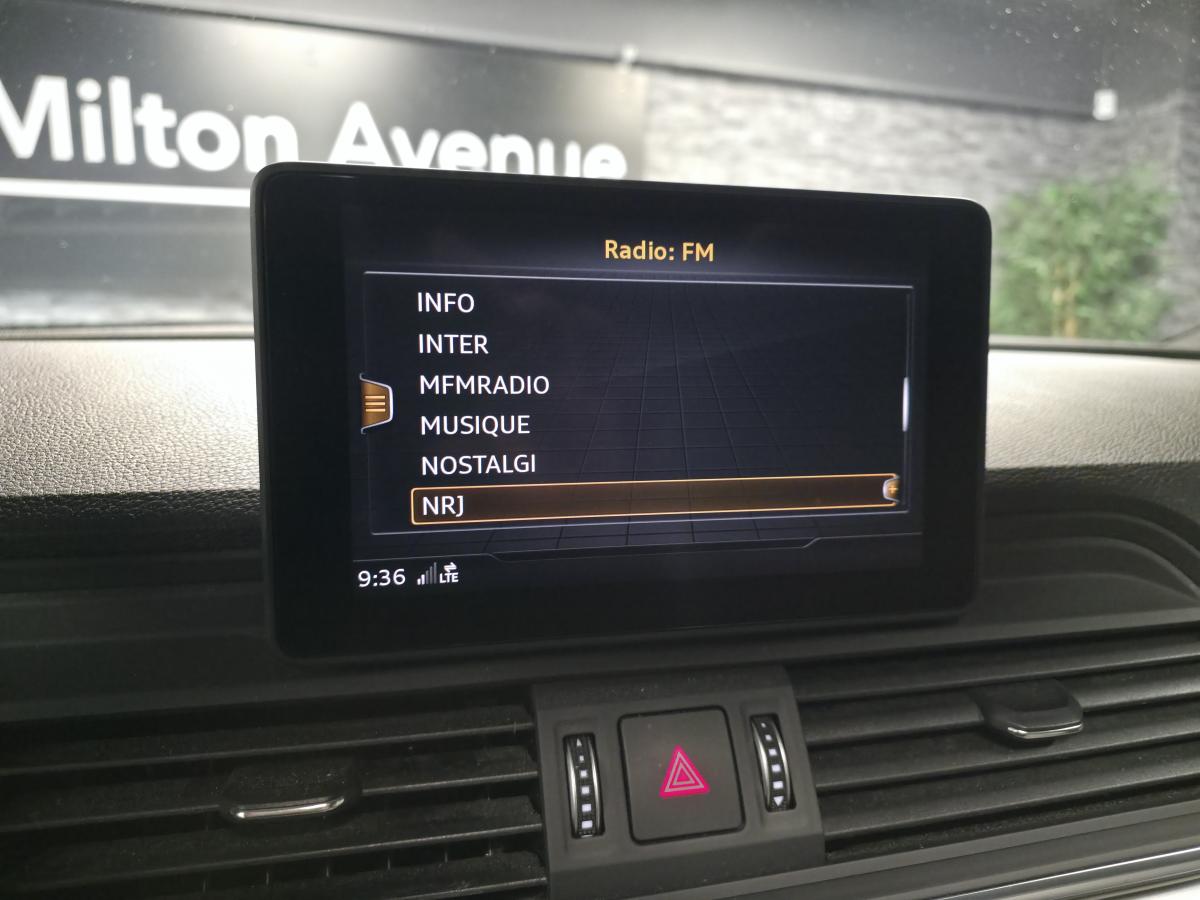 Milton Avenue
Radio: FM
INFO
INTER
MFMRADIO
MUSIQUE
NOSTALGI
NRJ
9:36 LTE